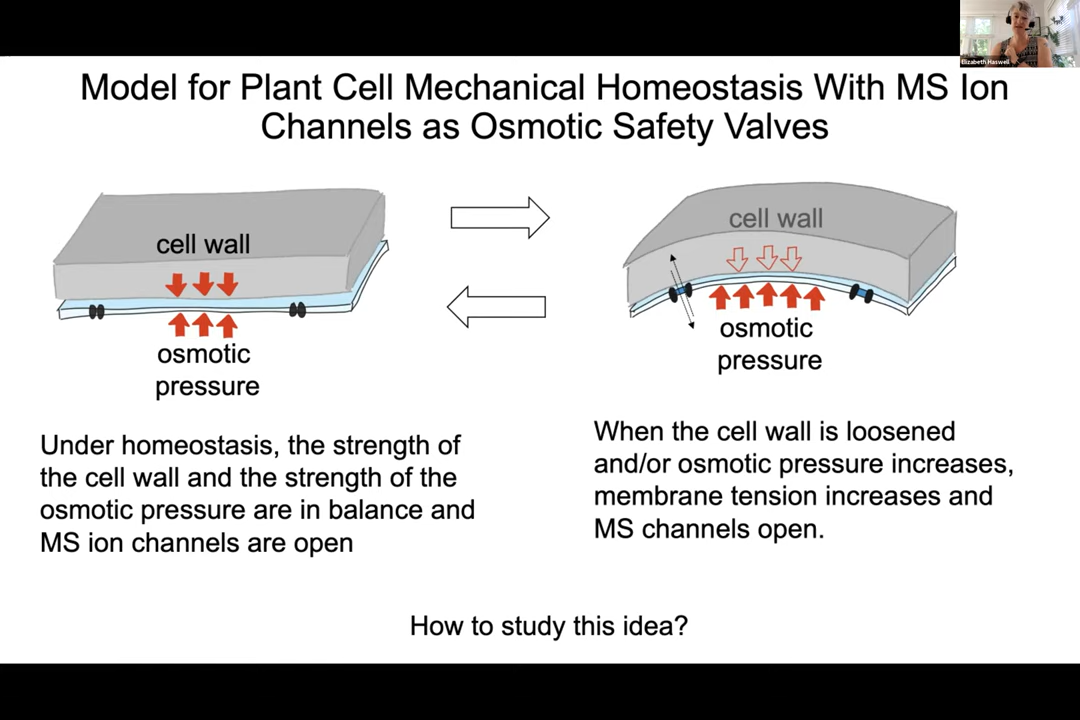 Elizabeth Haswell
Model for Plant Cell Mechanical Homeostasis With MS Ion
Channels as Osmotic Safety Valves
cell wall
osmotic
pressure
cell wall
osmotic
pressure
Under homeostasis, the strength of
the cell wall and the strength of the
osmotic pressure are in balance and
MS ion channels are open
When the cell wall is loosened
and/or osmotic pressure increases,
membrane tension increases and
MS channels open.
How to study this idea?